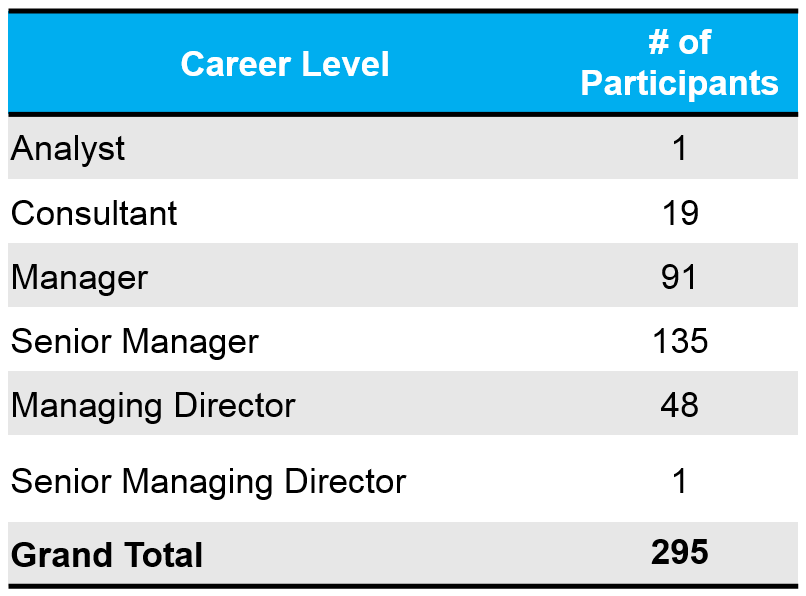 Career Level # of Participants
Analyst 1
Consultant 19
Manager 91
Senior Manager 135
Managing Director 48
Senior Managing Director 1
Grand Total 295